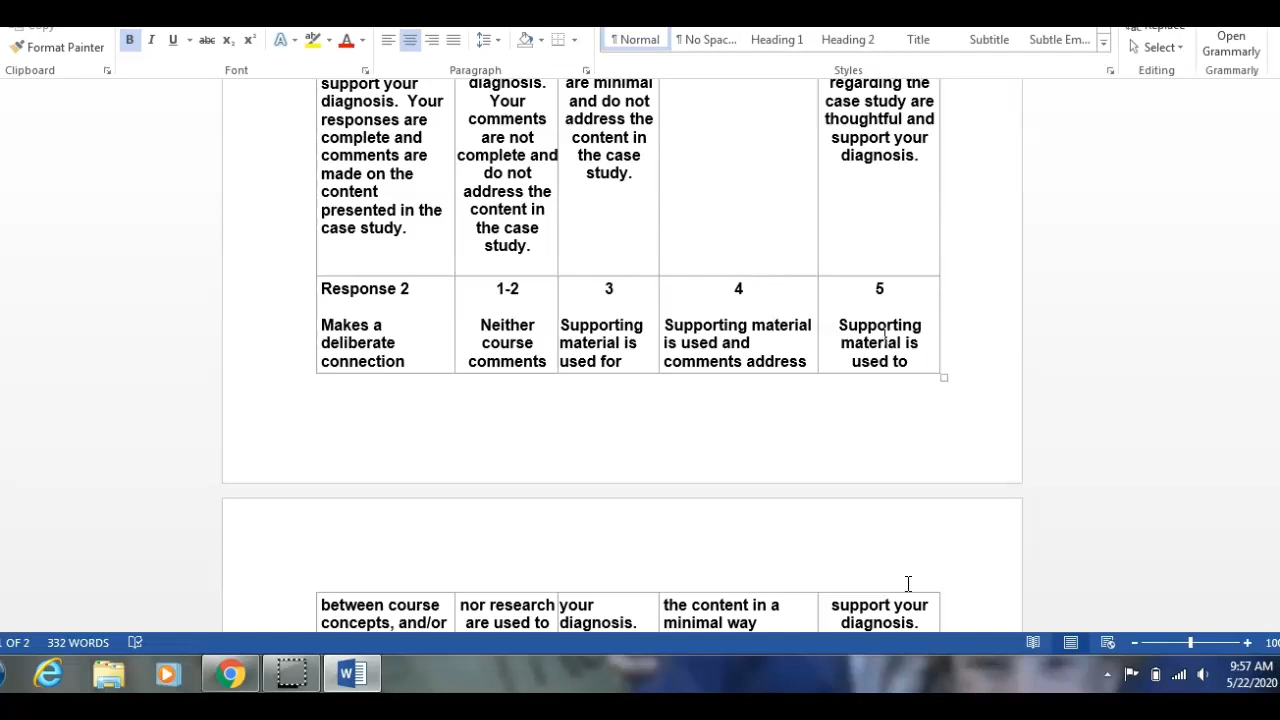 Format Painter
B I U abc X₂ X² A ab A
¶ Normal ¶ No Spac... Heading 1 Heading 2 Title Subtitle Subtle Em...
Select
Open
Grammarly
Clipboard Font Paragraph Styles Editing Grammarly
support your
diagnosis. Your
responses are
complete and
comments are
made on the
content
presented in the
case study.
diagnosis.
Your
comments
are not
complete and
do not
address the
content in
the case
study.
are minimal
and do not
address the
content in
the case
study.
regarding the
case study are
thoughtful and
support your
diagnosis.
Response 2
Makes a
deliberate
connection
1-2
Neither
course
comments
3
Supporting
material is
used for
4
Supporting material
is used and
comments address
5
Supporting
material is
used to
between course
concepts, and/or
nor research
are used to
your
diagnosis.
the content in a
minimal way
support your
diagnosis.
1 OF 2 332 WORDS
9:57 AM
5/22/2020